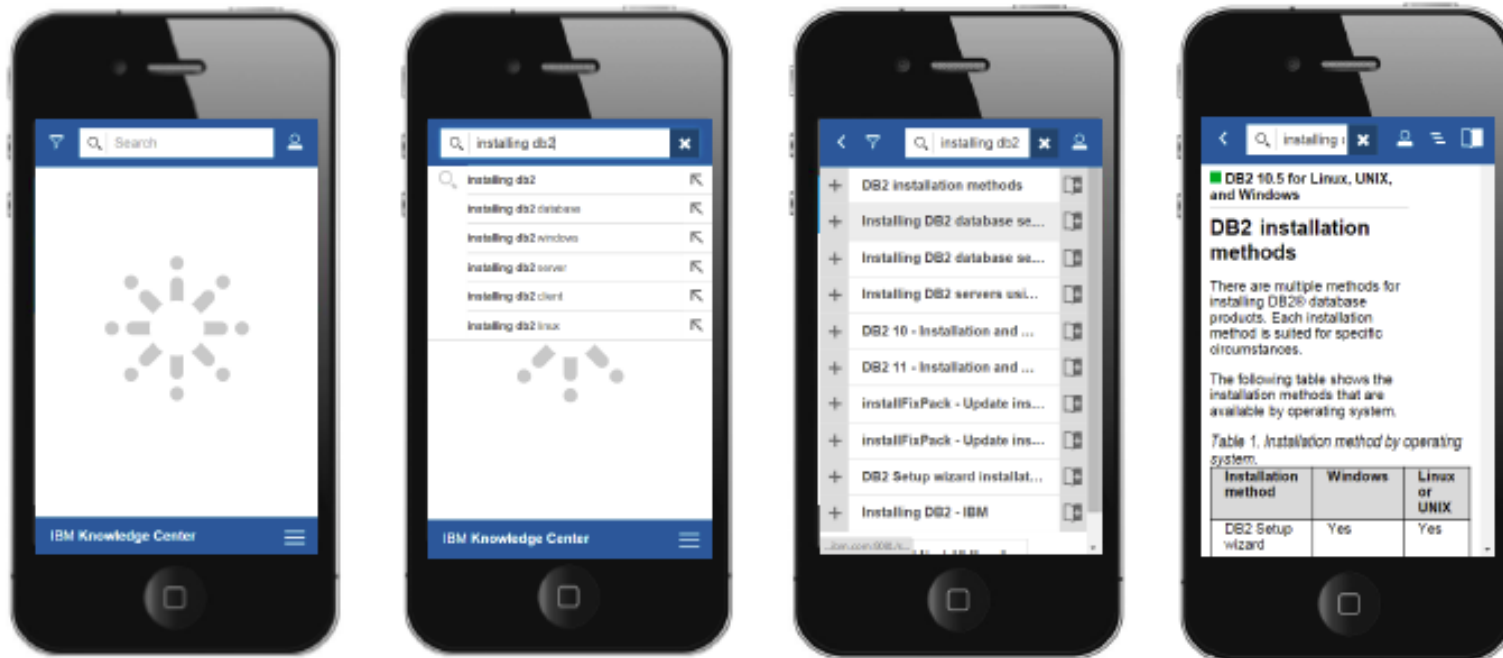 Search
IBM Knowledge Center
installing db2
installing db2
installing db2 database
installing db2 windows
installing db2 server
installing db2 client
installing db2 linux
IBM Knowledge Center
installing db2
DB2 installation methods
Installing DB2 database se...
Installing DB2 database se...
Installing DB2 servers usi...
DB2 10 - Installation and ...
DB2 11 - Installation and ...
installFixPack - Update ins...
installFixPack - Update ins...
DB2 Setup wizard installat...
Installing DB2 - IBM
installing
DB2 10.5 for Linux, UNIX,
and Windows
DB2 installation
methods
There are multiple methods for
installing DB2® database
products. Each installation
method is suited for specific
circumstances.
The following table shows the
installation methods that are
available by operating system.
Table 1. Installation method by operating
system.
Installation method Windows Linux or UNIX
DB2 Setup wizard Yes Yes